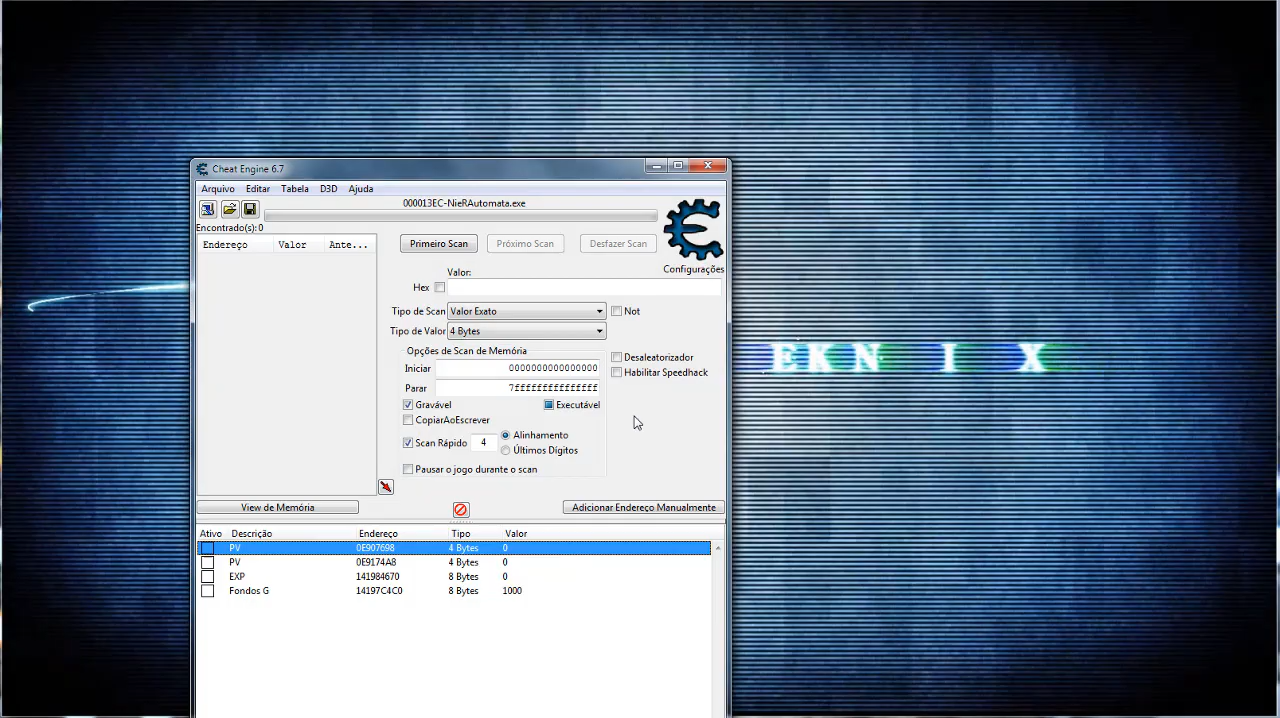 Cheat Engine 6.7
Arquivo Editar Tabela D3D Ajuda
000013EC-NieRAutomata.exe
Encontrado(s):0
Endereço Valor Ante...
Primeiro Scan Próximo Scan Desfazer Scan
Configurações
Valor:
Hex
Tipo de Scan Valor Exato Not
Tipo de Valor 4 Bytes
Opções de Scan de Memória
Iniciar 0000000000000000
Parar 7fffffffffffffff
Desaleatorizador
Habilitar Speedhack
Gravável Executável
CopiarAoEscrever
Scan Rápido 4 Alinhamento
Últimos Dígitos
Pausar o jogo durante o scan
View de Memória Adicionar Endereço Manualmente
Ativo Descrição Endereço Tipo Valor
PV 0E907698 4 Bytes 0
PV 0E9174A8 4 Bytes 0
EXP 141984670 8 Bytes 0
Fondos G 14197C4C0 8 Bytes 1000
EKN I X